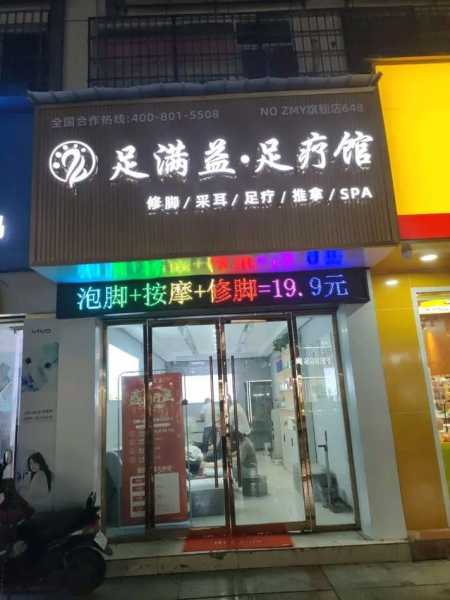 全国合作热线:400-801-5508
NO ZMY旗舰店648
足满益·足疗馆
修脚/采耳/足疗/推拿/SPA
泡脚+按摩+修脚=19.9元
vivo